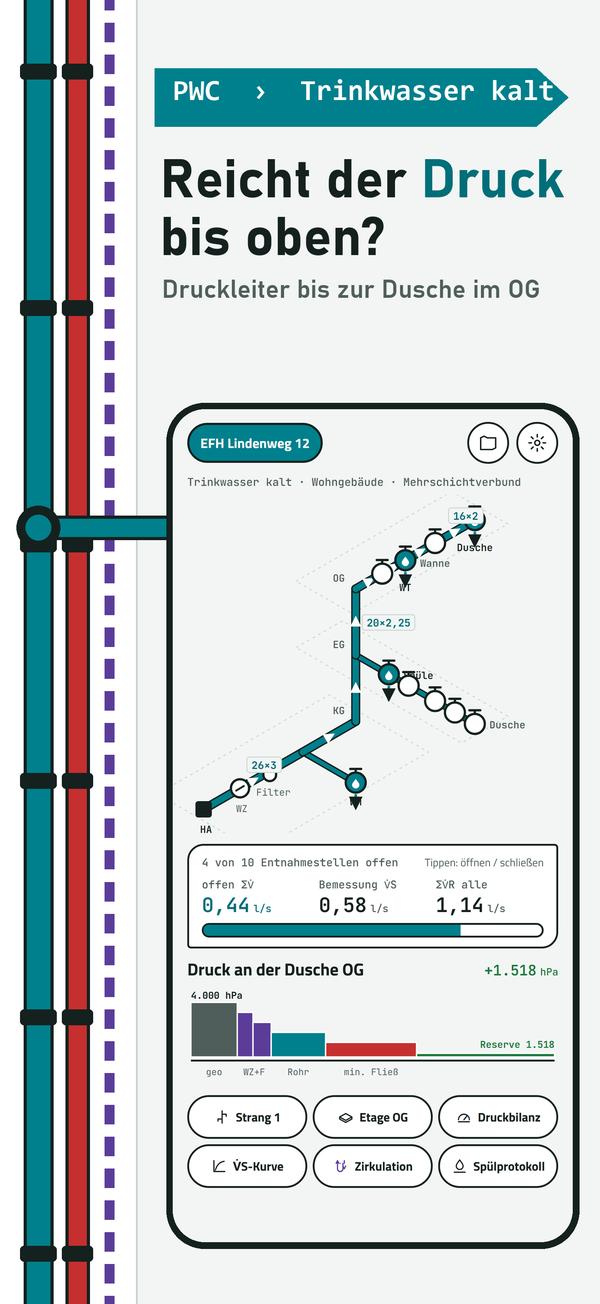 PWC › Trinkwasser kalt
Reicht der Druck
bis oben?
Druckleiter bis zur Dusche im OG
EFH Lindenweg 12
Trinkwasser kalt · Wohngebäude · Mehrschichtverbund
16×2
Dusche
Wanne
WT
OG
20×2,25
EG
Dusche
KG
26×3
Filter
WZ
HA
4 von 10 Entnahmestellen offen Tippen: öffnen / schließen
offen ΣV̇ Bemessung V̇S ΣV̇R alle
0,44 l/s 0,58 l/s 1,14 l/s
Druck an der Dusche OG +1.518 hPa
4.000 hPa
Reserve 1.518
geo WZ+F Rohr min. Fließ
Strang 1 Etage OG Druckbilanz
V̇S-Kurve Zirkulation Spülprotokoll